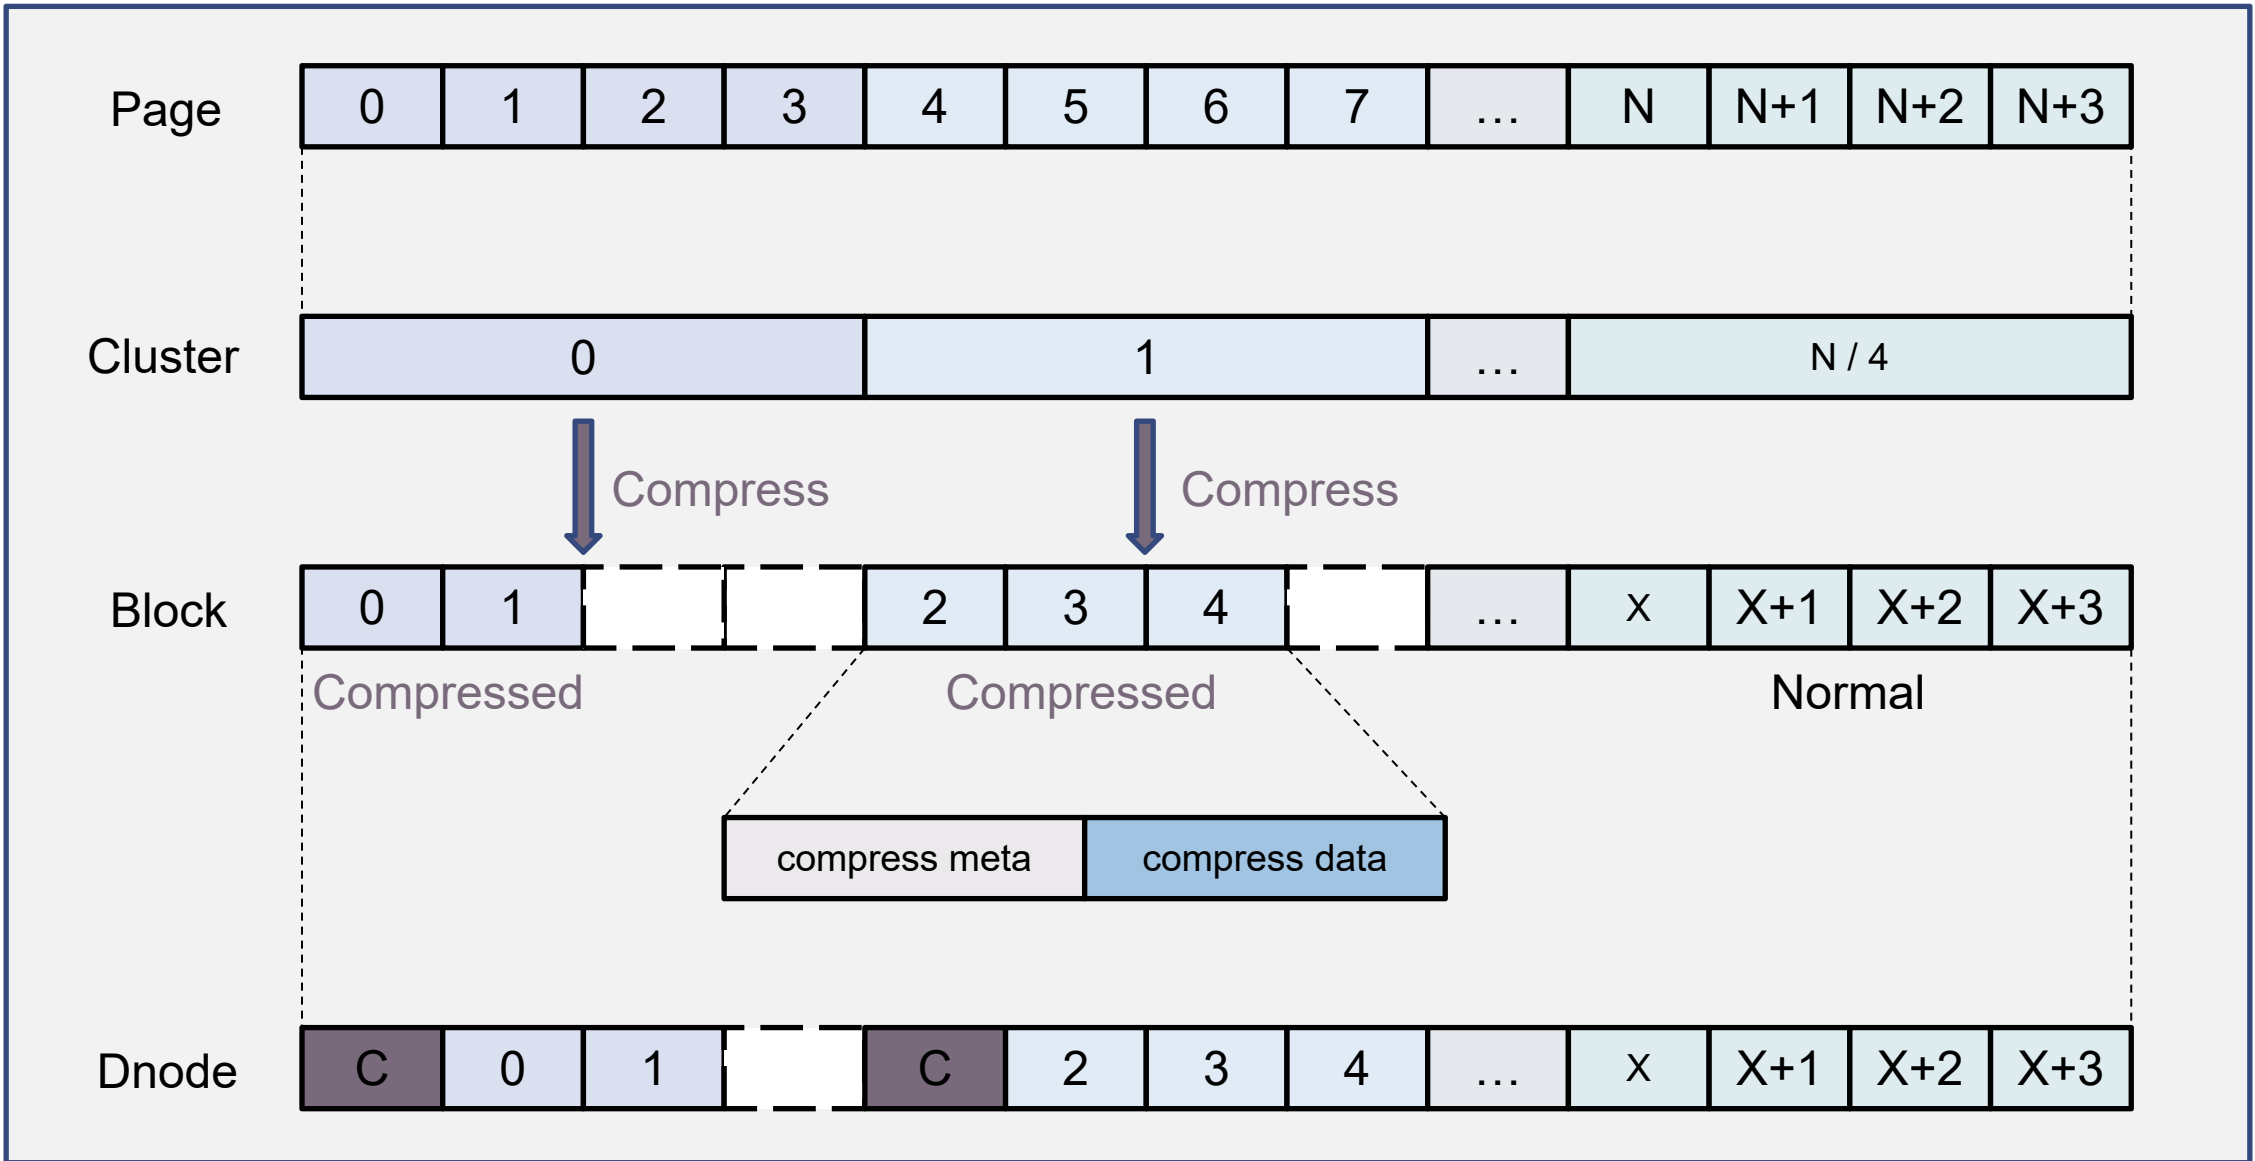 Page 0 1 2 3 4 5 6 7 ... N N+1 N+2 N+3
Cluster 0 1 ... N / 4
Compress Compress
Block 0 1 2 3 4 ... X X+1 X+2 X+3
Compressed Compressed Normal
compress meta compress data
Dnode C 0 1 C 2 3 4 ... X X+1 X+2 X+3